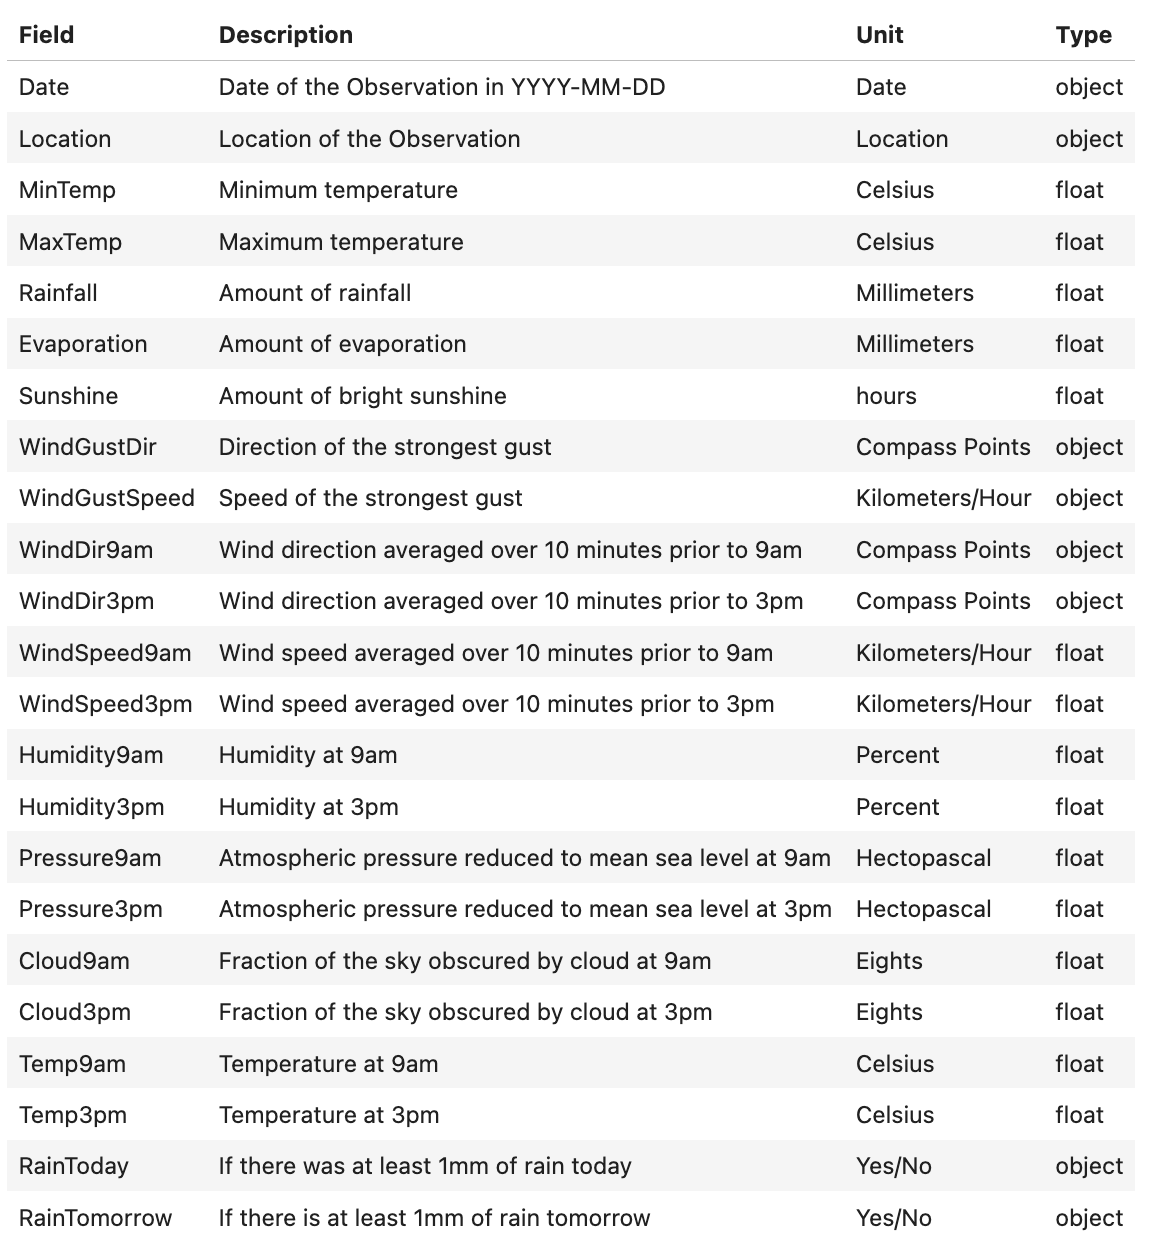 Field Description Unit Type
Date Date of the Observation in YYYY-MM-DD Date object
Location Location of the Observation Location object
MinTemp Minimum temperature Celsius float
MaxTemp Maximum temperature Celsius float
Rainfall Amount of rainfall Millimeters float
Evaporation Amount of evaporation Millimeters float
Sunshine Amount of bright sunshine hours float
WindGustDir Direction of the strongest gust Compass Points object
WindGustSpeed Speed of the strongest gust Kilometers/Hour object
WindDir9am Wind direction averaged over 10 minutes prior to 9am Compass Points object
WindDir3pm Wind direction averaged over 10 minutes prior to 3pm Compass Points object
WindSpeed9am Wind speed averaged over 10 minutes prior to 9am Kilometers/Hour float
WindSpeed3pm Wind speed averaged over 10 minutes prior to 3pm Kilometers/Hour float
Humidity9am Humidity at 9am Percent float
Humidity3pm Humidity at 3pm Percent float
Pressure9am Atmospheric pressure reduced to mean sea level at 9am Hectopascal float
Pressure3pm Atmospheric pressure reduced to mean sea level at 3pm Hectopascal float
Cloud9am Fraction of the sky obscured by cloud at 9am Eights float
Cloud3pm Fraction of the sky obscured by cloud at 3pm Eights float
Temp9am Temperature at 9am Celsius float
Temp3pm Temperature at 3pm Celsius float
RainToday If there was at least 1mm of rain today Yes/No object
RainTomorrow If there is at least 1mm of rain tomorrow Yes/No object